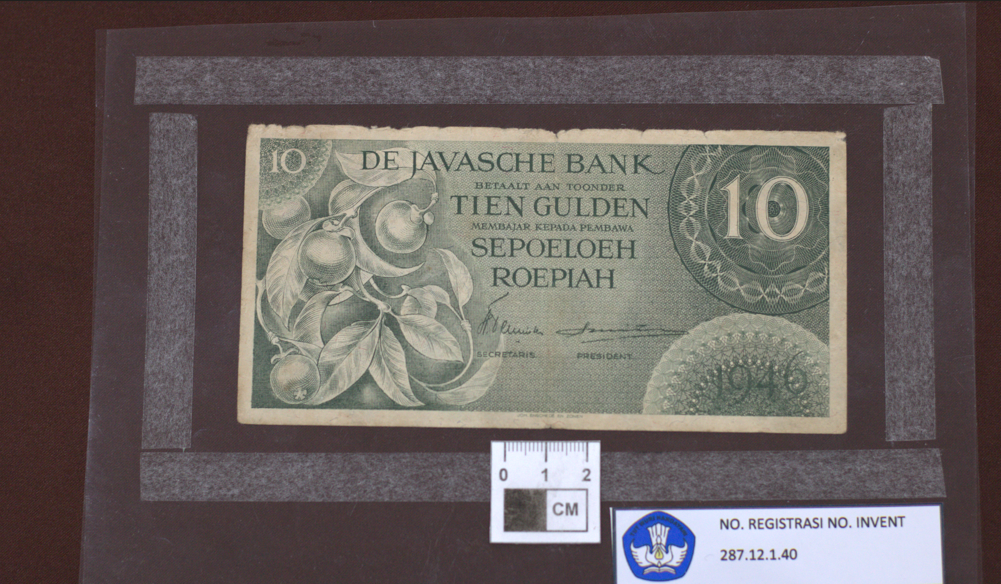 10
DE JAVASCHE BANK
BETAALT AAN TOONDER
TIEN GULDEN
MEMBAJAR KEPADA PEMBAWA
SEPOELOEH
ROEPIAH
10
SECRETARIS. PRESIDENT.
1946
0 1 2
CM
NO. REGISTRASI NO. INVENT
287.12.1.40